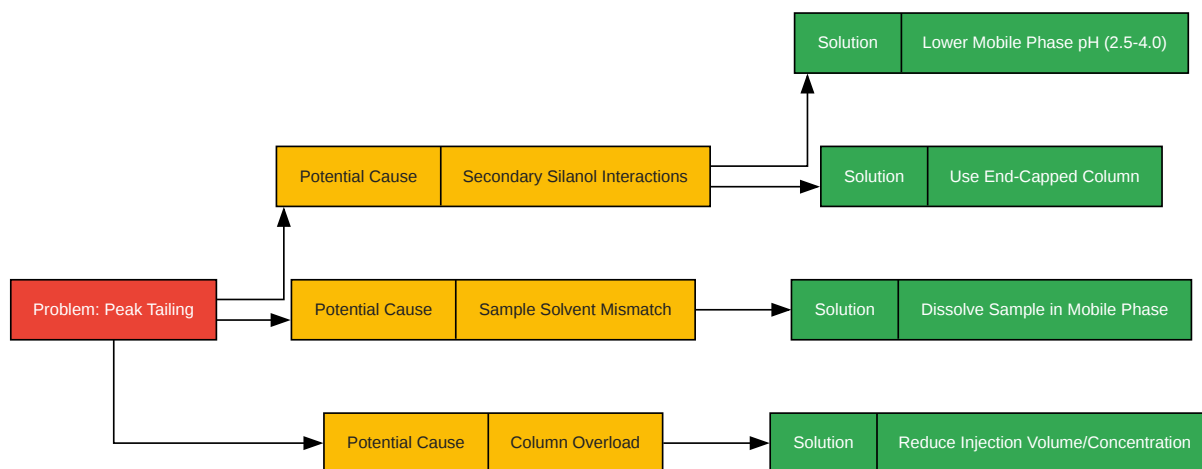 Solution Lower Mobile Phase pH (2.5-4.0)
Potential Cause Secondary Silanol Interactions Solution Use End-Capped Column
Problem: Peak Tailing Potential Cause Sample Solvent Mismatch Solution Dissolve Sample in Mobile Phase
Potential Cause Column Overload Solution Reduce Injection Volume/Concentration